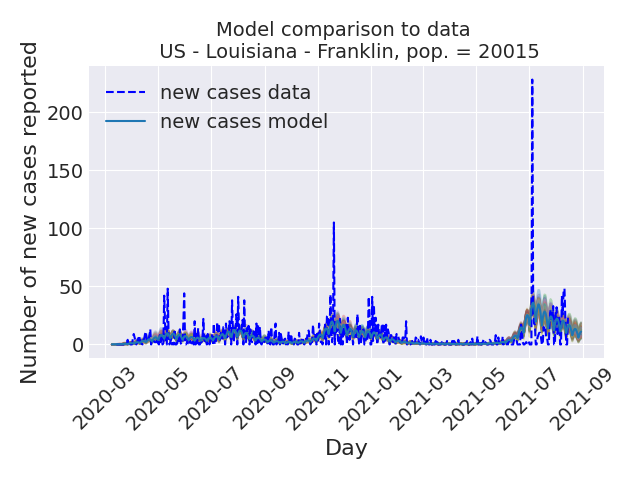 Model comparison to data
US - Louisiana - Franklin, pop. = 20015
Number of new cases reported
200
150
100
50
0
new cases data
new cases model
2020-03
2020-05
2020-07
2020-09
2020-11
2021-01
2021-03
2021-05
2021-07
2021-09
Day